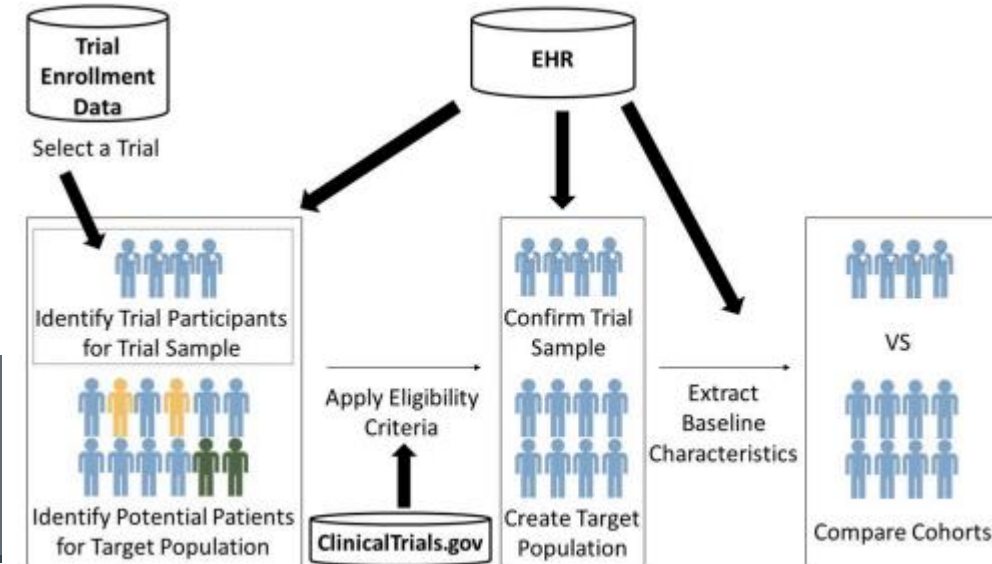 Trial
Enrollment
Data
EHR
Select a Trial
Identify Trial Participants
for Trial Sample
Identify Potential Patients
for Target Population
Apply Eligibility
Criteria
ClinicalTrials.gov
Confirm Trial
Sample
Create Target
Population
Extract
Baseline
Characteristics
VS
Compare Cohorts